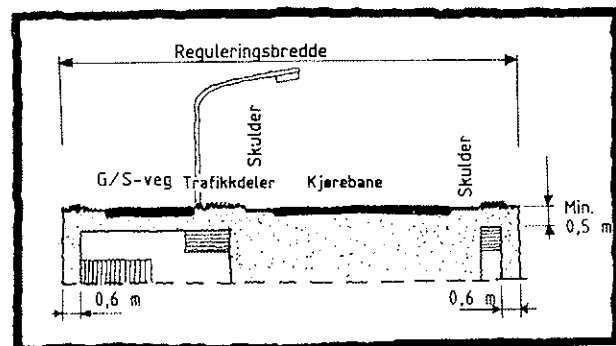 Reguleringsbredde
Skulder
Skulder
G/S-veg Trafikkdeler Kjørebane
Min.
0,5 m
0,6 m
0,6 m